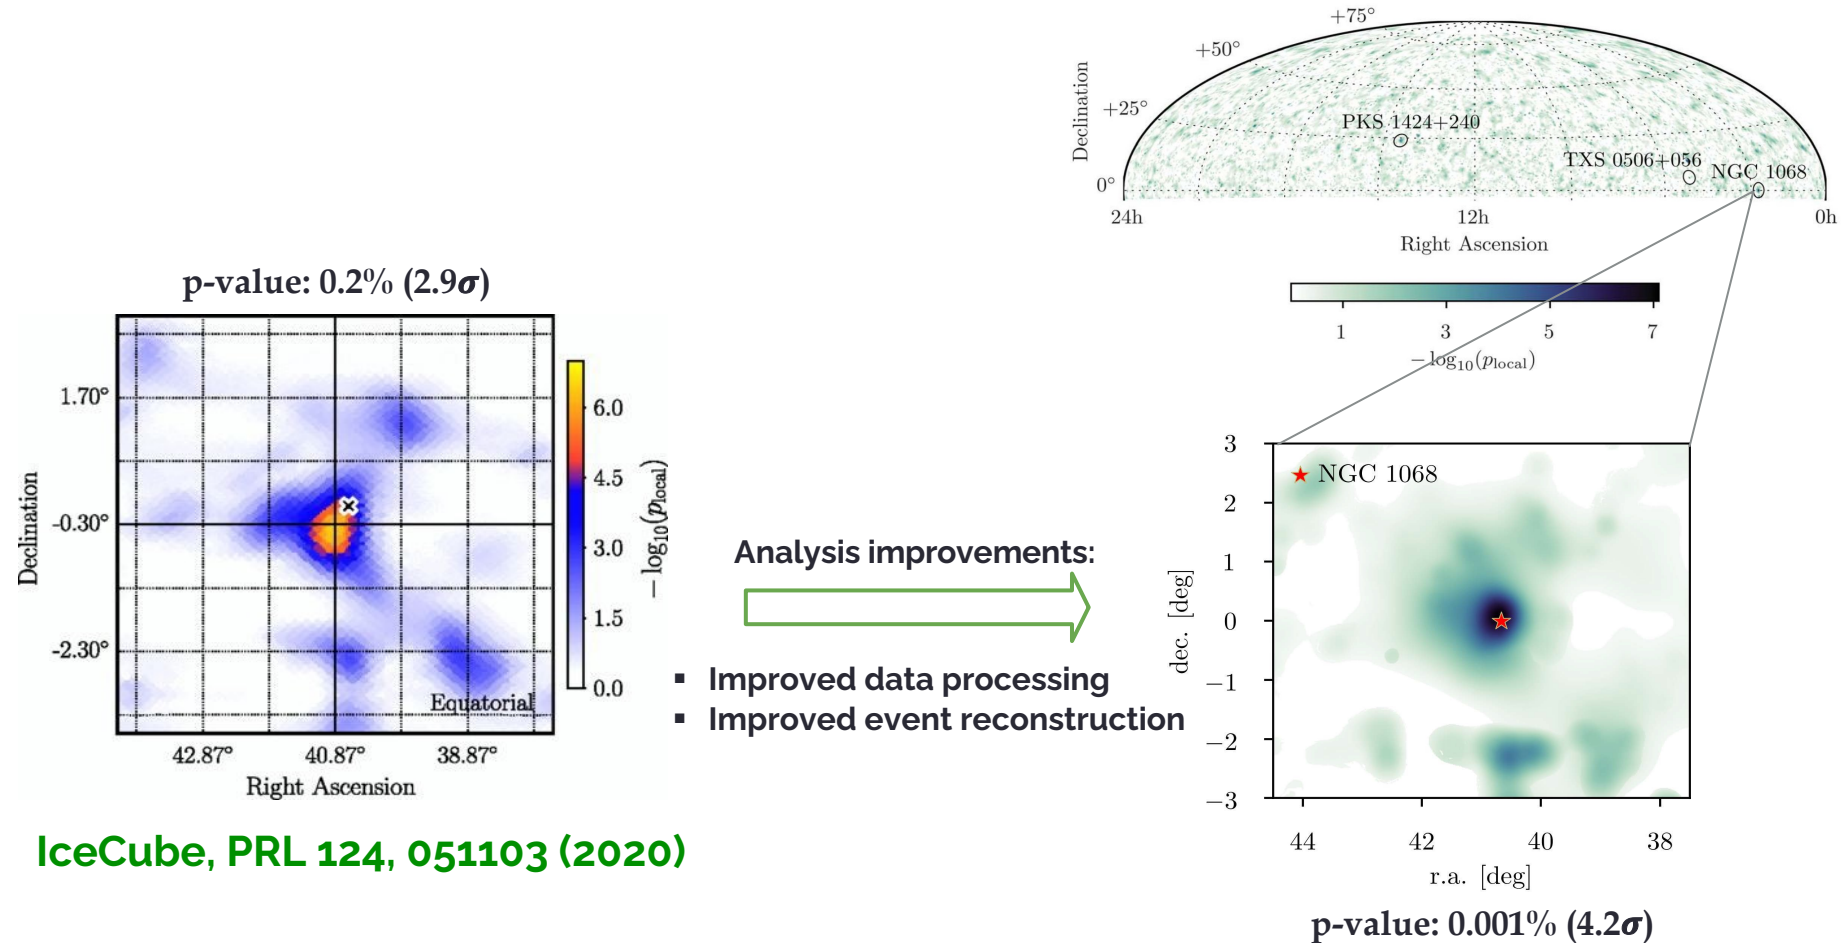 p-value: 0.2% (2.9σ)
1.70°
-0.30°
-2.30°
Declination
Equatorial
42.87°
40.87°
38.87°
Right Ascension
6.0
4.5
3.0
1.5
0.0
− log₁₀(p_local)
IceCube, PRL 124, 051103 (2020)
Analysis improvements:
▪ Improved data processing
▪ Improved event reconstruction
+75°
+50°
+25°
0°
Declination
PKS 1424+240
TXS 0506+056
NGC 1068
24h
12h
0h
Right Ascension
1
3
5
7
− log₁₀(p_local)
3
2
1
0
−1
−2
−3
dec. [deg]
NGC 1068
44
42
40
38
r.a. [deg]
p-value: 0.001% (4.2σ)